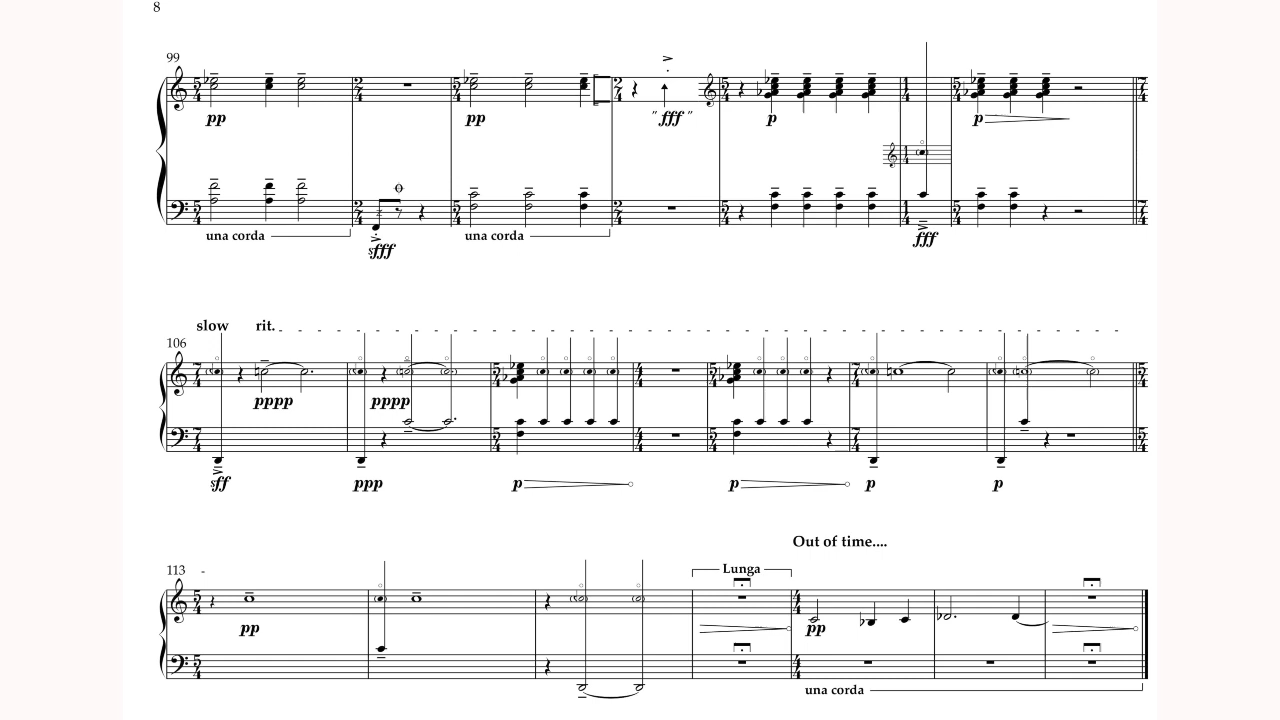 8
99
pp
pp
" fff "
p
p
una corda
sfff
una corda
fff
slow rit.
106
pppp
pppp
sff
ppp
p
p
p
p
Out of time....
113
Lunga
pp
pp
una corda